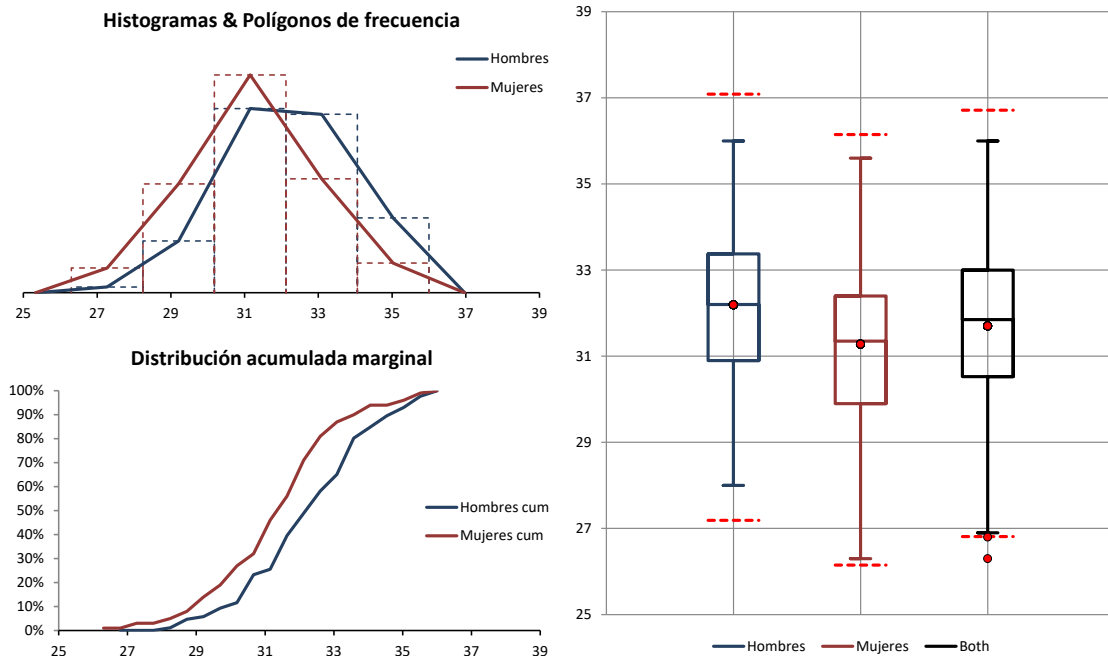 Histogramas & Polígonos de frecuencia
Hombres
Mujeres
25 27 29 31 33 35 37 39
Distribución acumulada marginal
100%
90%
80%
70%
60%
50%
40%
30%
20%
10%
0%
Hombres cum
Mujeres cum
25 27 29 31 33 35 37 39
39
37
35
33
31
29
27
25
Hombres Mujeres Both